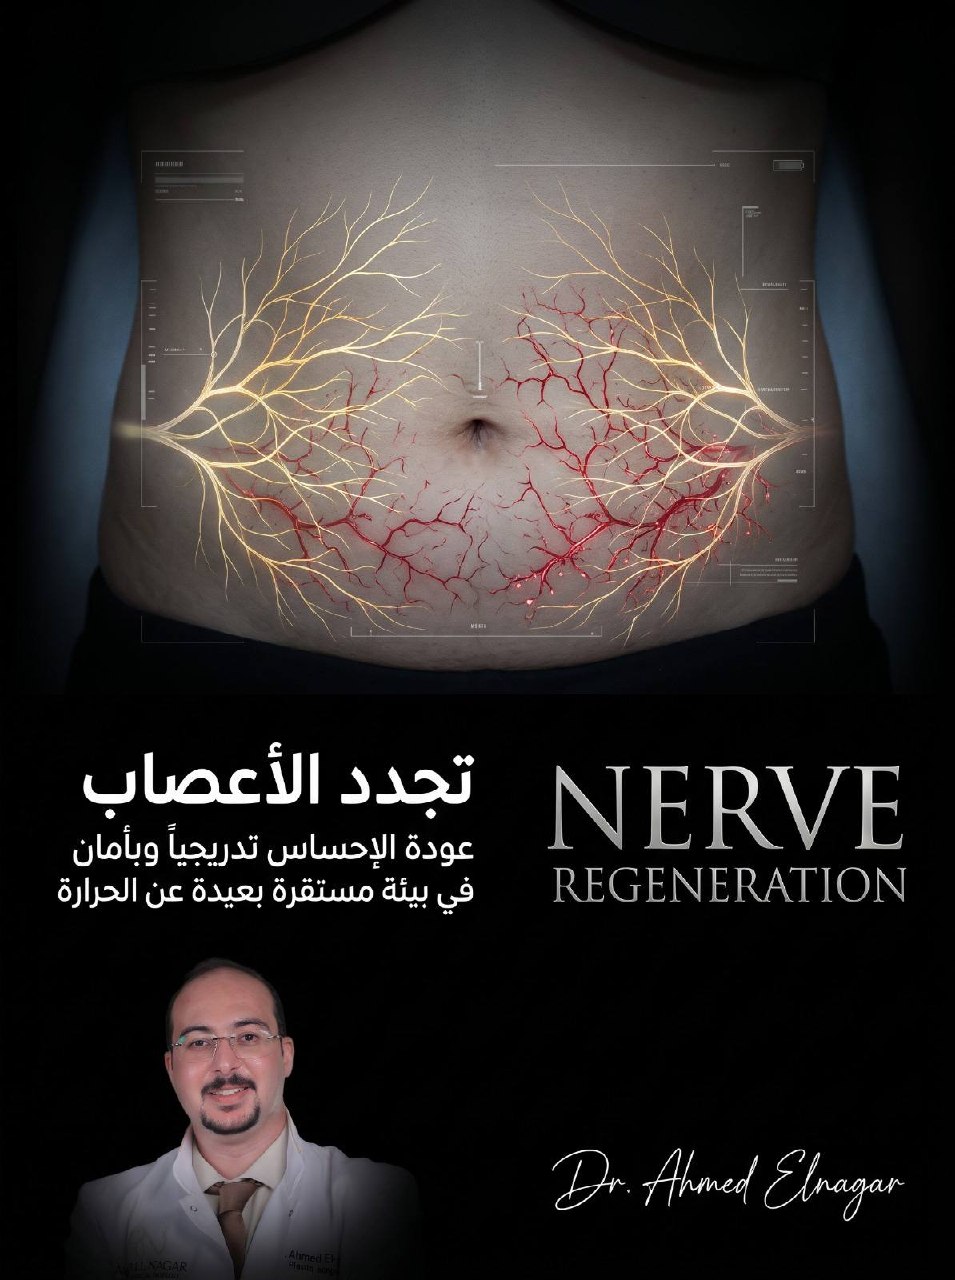 تجدد الأعصاب
عودة الإحساس تدريجياً وبأمان
في بيئة مستقرة بعيدة عن الحرارة
NERVE
REGENERATION
Dr. Ahmed Elnagar